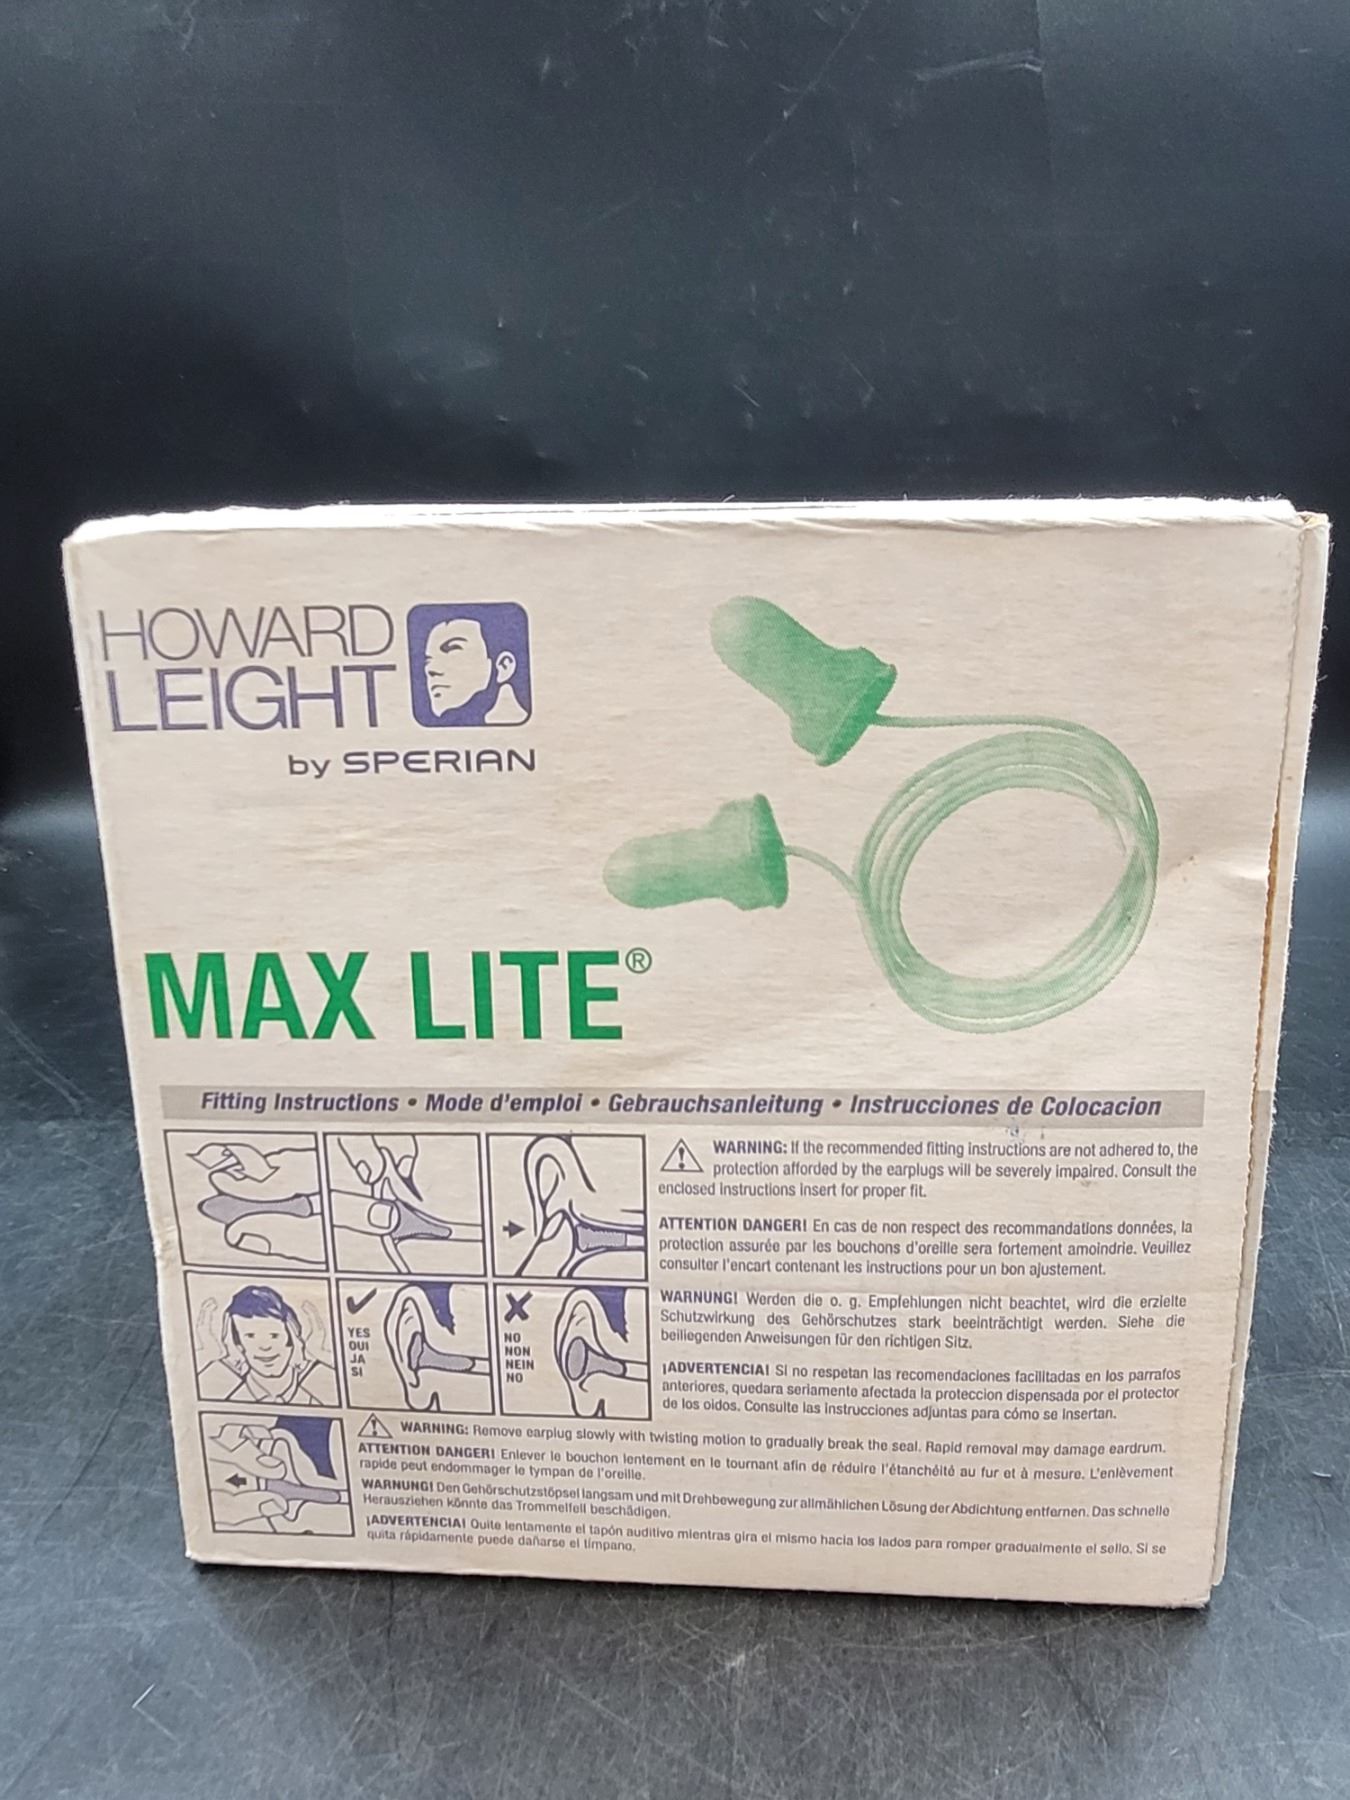 HOWARD
LEIGHT
by SPERIAN
MAX LITE®
Fitting Instructions • Mode d'emploi • Gebrauchsanleitung • Instrucciones de Colocacion
WARNING: If the recommended fitting instructions are not adhered to, the
protection afforded by the earplugs will be severely impaired. Consult the
enclosed instructions insert for proper fit.
ATTENTION DANGER! En cas de non respect des recommandations données, la
protection assurée par les bouchons d'oreille sera fortement amoindrie. Veuillez
consulter l'encart contenant les instructions pour un bon ajustement.
WARNUNG! Werden die o. g. Empfehlungen nicht beachtet, wird die erzielte
Schutzwirkung des Gehörschutzes stark beeinträchtigt werden. Siehe die
beiliegenden Anweisungen für den richtigen Sitz.
¡ADVERTENCIA! Si no respetan las recomendaciones facilitadas en los parrafos
anteriores, quedara seriamente afectada la proteccion dispensada por el protector
de los oidos. Consulte las Instrucciones adjuntas para cómo se Insertan.
YES
OUI
JA
SI
NO
NON
NEIN
NO
WARNING: Remove earplug slowly with twisting motion to gradually break the seal. Rapid removal may damage eardrum.
ATTENTION DANGER! Enlever le bouchon lentement en le tournant afin de réduire l'étanchéité au fur et à mesure. L'enlèvement
rapide peut endommager le tympan de l'oreille.
WARNUNG! Den Gehörschutzstöpsel langsam und mit Drehbewegung zur allmählichen Lösung der Abdichtung entfernen. Das schnelle
Herausziehen könnte das Trommelfell beschädigen.
¡ADVERTENCIA! Quite lentamente el tapón auditivo mientras gira el mismo hacia los lados para romper gradualmente el sello. Si se
quita rápidamente puede dañarse el tímpano.